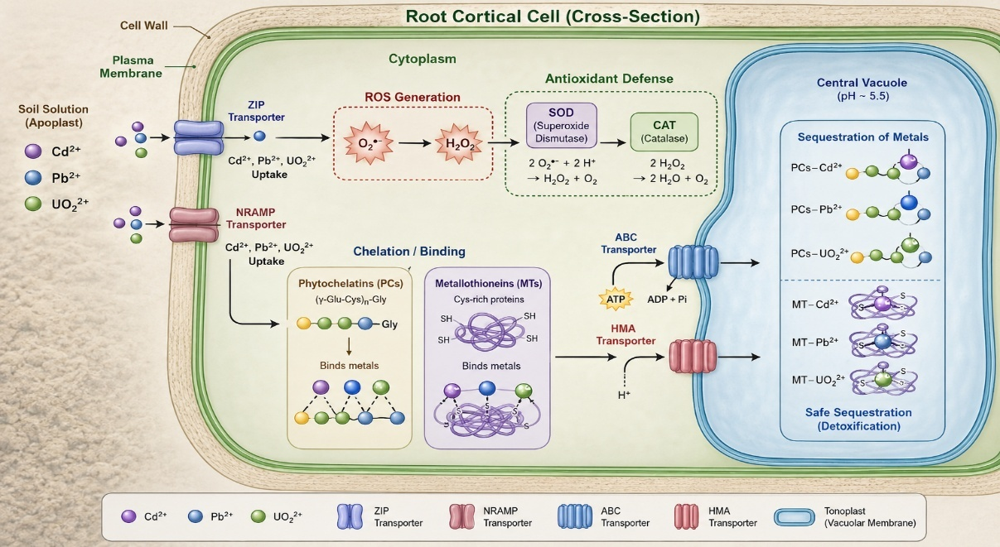 Root Cortical Cell (Cross-Section)
Cell Wall
Plasma
Membrane
Soil Solution
(Apoplast)
Cd²⁺
Pb²⁺
UO₂²⁺
Cytoplasm
ZIP
Transporter
Cd²⁺, Pb²⁺, UO₂²⁺
Uptake
ROS Generation
O₂•⁻
H₂O₂
Antioxidant Defense
SOD
(Superoxide
Dismutase)
2 O₂•⁻ + 2 H⁺
→ H₂O₂ + O₂
CAT
(Catalase)
2 H₂O₂
→ 2 H₂O + O₂
NRAMP
Transporter
Cd²⁺, Pb²⁺, UO₂²⁺
Uptake
Chelation / Binding
Phytochelatins (PCs)
(γ-Glu-Cys)ₙ-Gly
Gly
Binds metals
Metallothioneins (MTs)
Cys-rich proteins
SH
SH
SH
SH
Binds metals
S
S
S
S
S
ABC
Transporter
ATP
ADP + Pi
HMA
Transporter
H⁺
Central Vacuole
(pH ~ 5.5)
Sequestration of Metals
PCs–Cd²⁺
PCs–Pb²⁺
PCs–UO₂²⁺
MT–Cd²⁺
S
S
MT–Pb²⁺
S
S
MT–UO₂²⁺
S
S
Safe Sequestration
(Detoxification)
Cd²⁺
Pb²⁺
UO₂²⁺
ZIP
Transporter
NRAMP
Transporter
ABC
Transporter
HMA
Transporter
Tonoplast
(Vacuolar Membrane)